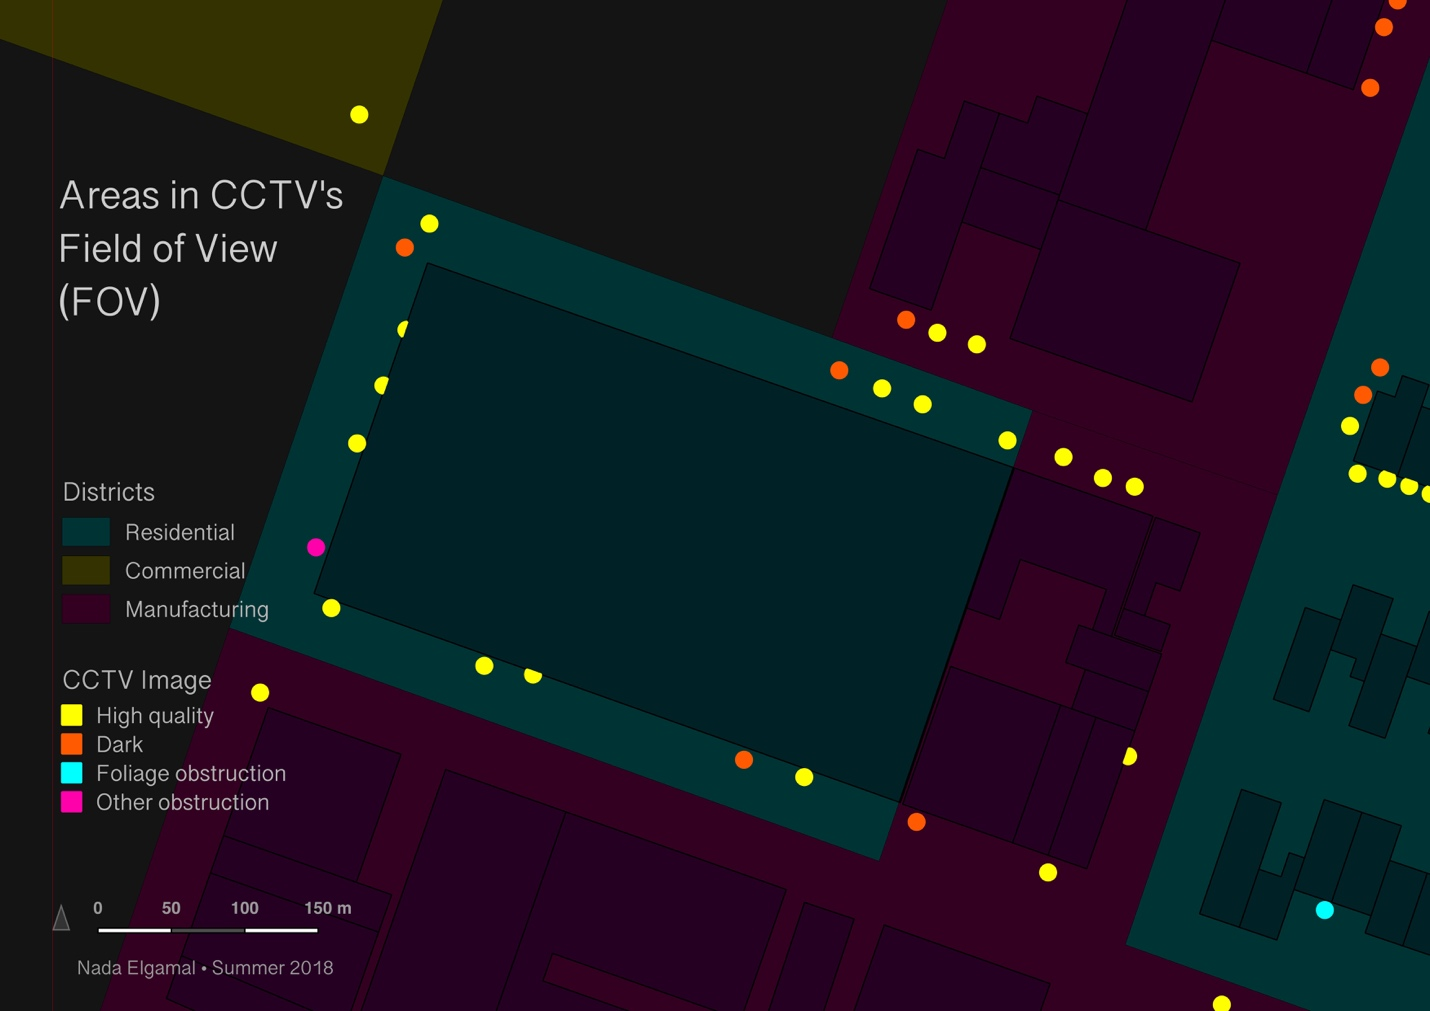 Areas in CCTV's
Field of View
(FOV)
Districts
Residential
Commercial
Manufacturing
CCTV Image
High quality
Dark
Foliage obstruction
Other obstruction
0 50 100 150 m
Nada Elgamal • Summer 2018